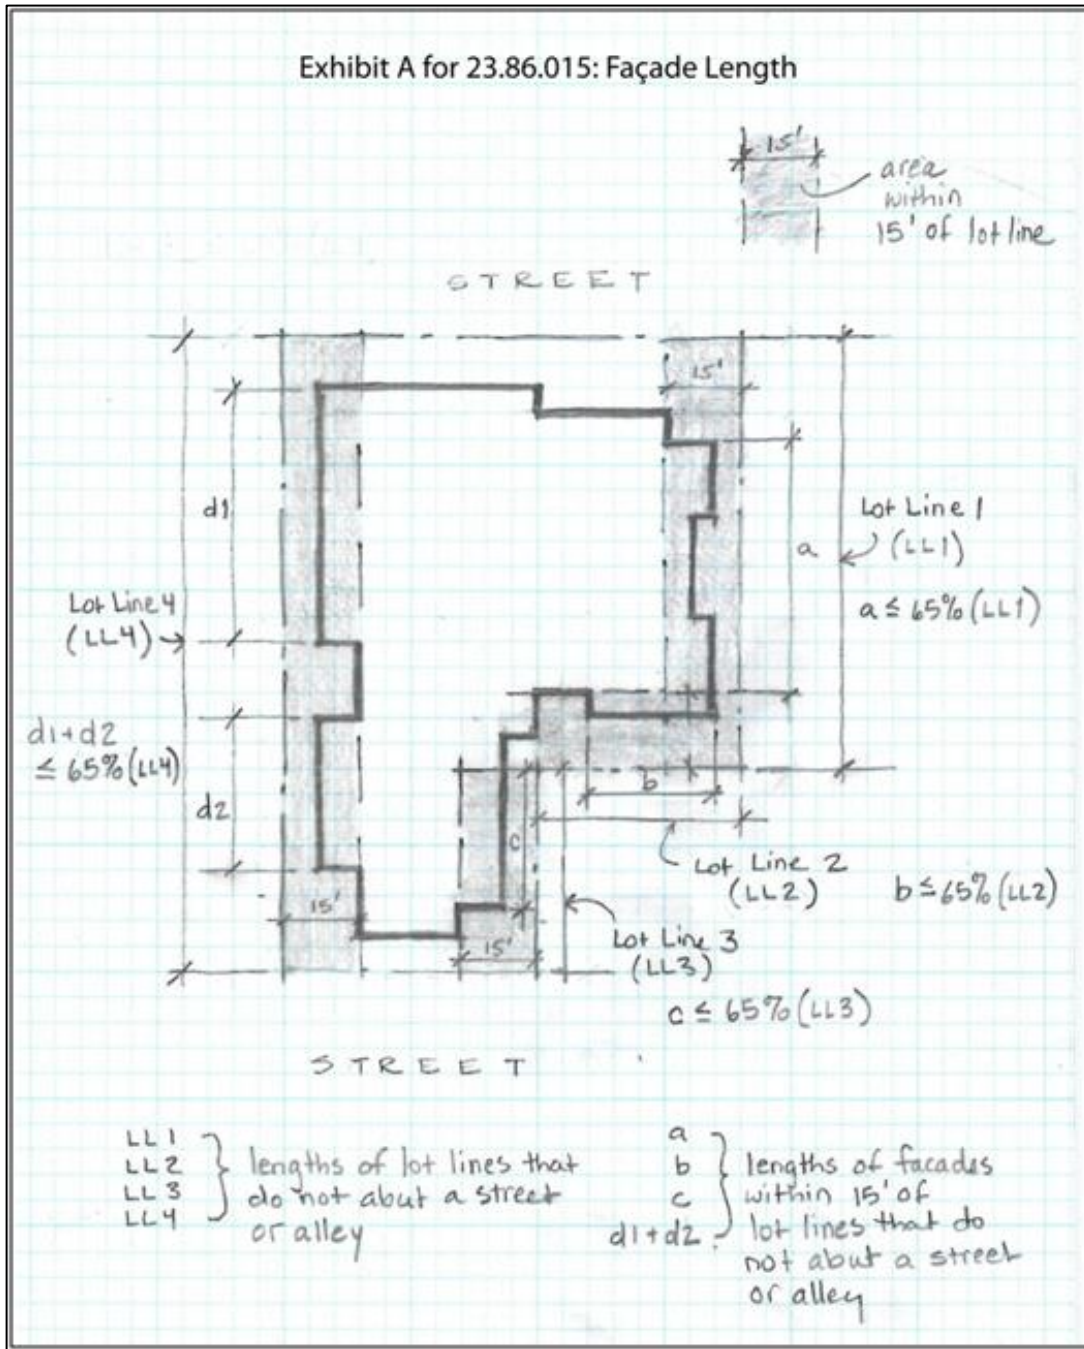 Exhibit A for 23.86.015: Façade Length
15'
area
within
15' of lot line
STREET
15'
d1
a
Lot Line 1
(LL1)
a ≤ 65% (LL1)
Lot Line 4
(LL4)
d1+d2
≤ 65% (LL4)
d2
b
c
Lot Line 2
(LL2)
b ≤ 65% (LL2)
15'
15'
Lot Line 3
(LL3)
c ≤ 65% (LL3)
STREET
LL1
LL2
LL3
LL4
lengths of lot lines that
do not abut a street
or alley
a
b
c
d1+d2
lengths of facades
within 15' of
lot lines that do
not abut a street
or alley